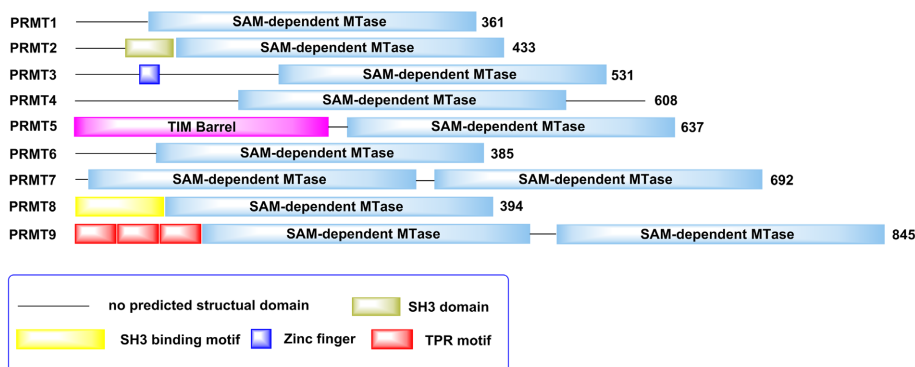 PRMT1 SAM-dependent MTase 361
PRMT2 SAM-dependent MTase 433
PRMT3 SAM-dependent MTase 531
PRMT4 SAM-dependent MTase 608
PRMT5 TIM Barrel SAM-dependent MTase 637
PRMT6 SAM-dependent MTase 385
PRMT7 SAM-dependent MTase SAM-dependent MTase 692
PRMT8 SAM-dependent MTase 394
PRMT9 SAM-dependent MTase SAM-dependent MTase 845
no predicted structual domain SH3 domain
SH3 binding motif Zinc finger TPR motif